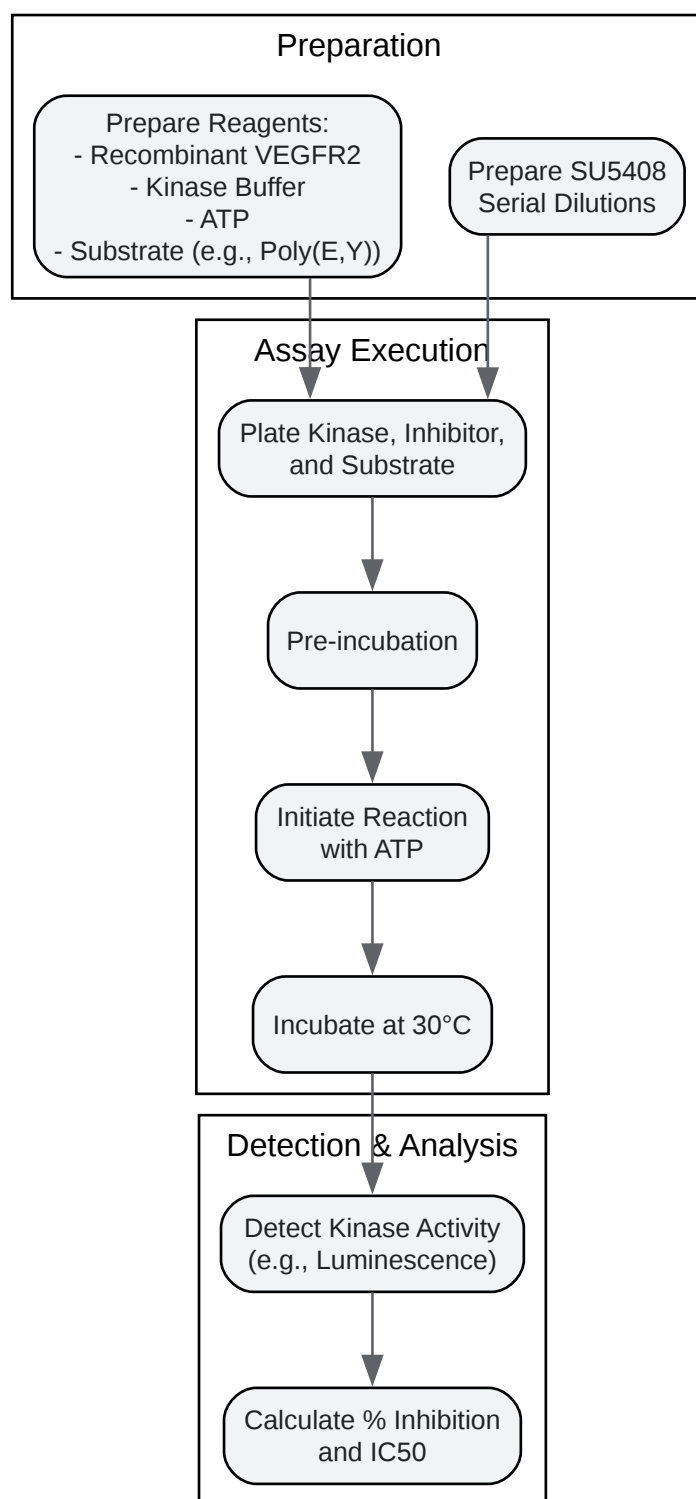 Preparation
Prepare Reagents:
- Recombinant VEGFR2
- Kinase Buffer
- ATP
- Substrate (e.g., Poly(E,Y))
Prepare SU5408
Serial Dilutions
Assay Execution
Plate Kinase, Inhibitor,
and Substrate
Pre-incubation
Initiate Reaction
with ATP
Incubate at 30°C
Detection & Analysis
Detect Kinase Activity
(e.g., Luminescence)
Calculate % Inhibition
and IC50